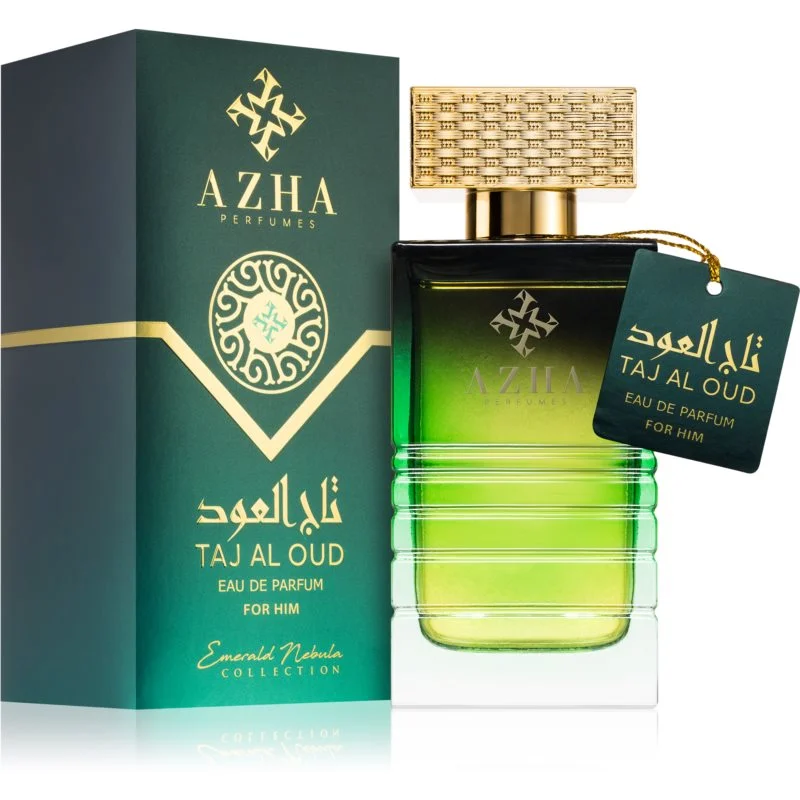 AZHA
PERFUMES
تاج العود
TAJ AL OUD
EAU DE PARFUM
FOR HIM
Emerald Nebula
COLLECTION
AZHA
PERFUMES
تاج العود
TAJ AL OUD
EAU DE PARFUM
FOR HIM